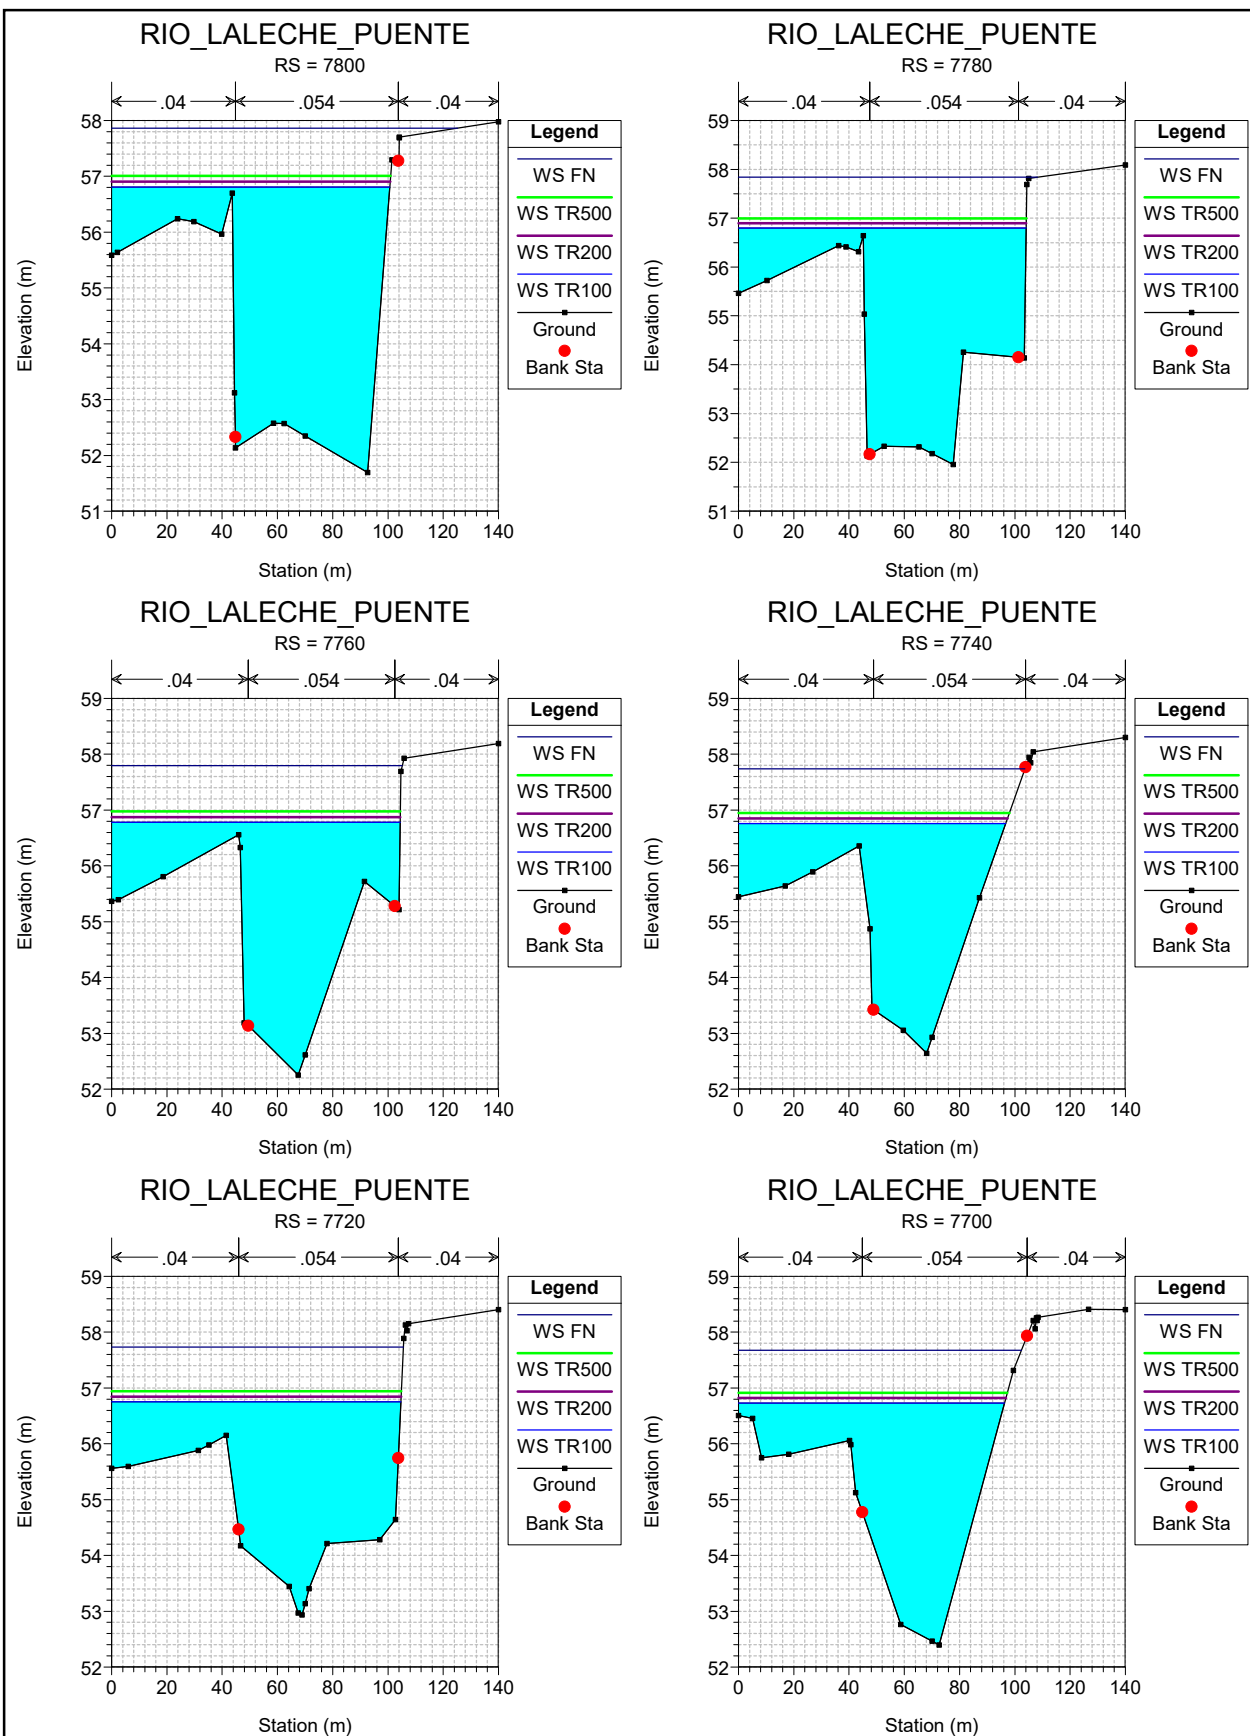 RIO_LALECHE_PUENTE
RS = 7800
.04 .054 .04
58
57
56
55
54
53
52
51
0 20 40 60 80 100 120 140
Station (m)
Elevation (m)
Legend
WS FN
WS TR500
WS TR200
WS TR100
Ground
Bank Sta
RIO_LALECHE_PUENTE
RS = 7780
.04 .054 .04
59
58
57
56
55
54
53
52
51
0 20 40 60 80 100 120 140
Station (m)
Elevation (m)
Legend
WS FN
WS TR500
WS TR200
WS TR100
Ground
Bank Sta
RIO_LALECHE_PUENTE
RS = 7760
.04 .054 .04
59
58
57
56
55
54
53
52
0 20 40 60 80 100 120 140
Station (m)
Elevation (m)
Legend
WS FN
WS TR500
WS TR200
WS TR100
Ground
Bank Sta
RIO_LALECHE_PUENTE
RS = 7740
.04 .054 .04
59
58
57
56
55
54
53
52
0 20 40 60 80 100 120 140
Station (m)
Elevation (m)
Legend
WS FN
WS TR500
WS TR200
WS TR100
Ground
Bank Sta
RIO_LALECHE_PUENTE
RS = 7720
.04 .054 .04
59
58
57
56
55
54
53
52
0 20 40 60 80 100 120 140
Station (m)
Elevation (m)
Legend
WS FN
WS TR500
WS TR200
WS TR100
Ground
Bank Sta
RIO_LALECHE_PUENTE
RS = 7700
.04 .054 .04
59
58
57
56
55
54
53
52
0 20 40 60 80 100 120 140
Station (m)
Elevation (m)
Legend
WS FN
WS TR500
WS TR200
WS TR100
Ground
Bank Sta